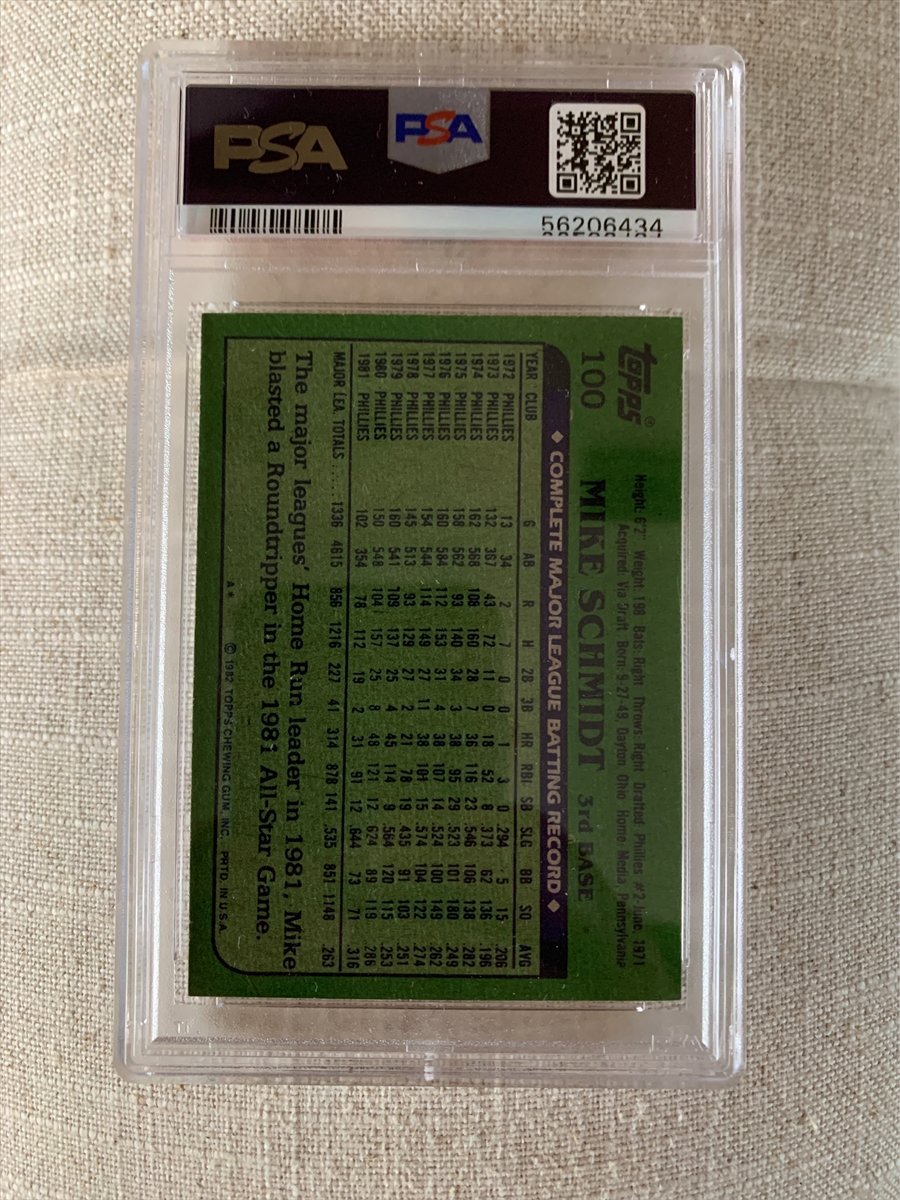 PSA PSA
56206434
topps®
100 MIKE SCHMIDT 3rd BASE
Height: 6'2" Weight: 198 Bats: Right Throws: Right Drafted: Phillies #2-June, 1971
Acquired: Via Draft Born: 9-27-49, Dayton, Ohio Home: Media, Pennsylvania
◆ COMPLETE MAJOR LEAGUE BATTING RECORD ◆
YEAR CLUB G AB R H 2B 3B HR RBI SB SLG BB SO AVG
1972 PHILLIES 13 34 2 7 0 0 1 3 0 .294 5 15 .206
1973 PHILLIES 132 367 43 72 11 0 18 52 8 .373 62 136 .196
1974 PHILLIES 162 568 108 160 28 7 36 116 23 .546 106 138 .282
1975 PHILLIES 158 562 93 140 34 3 38 95 29 .523 101 180 .249
1976 PHILLIES 160 584 112 153 31 4 38 107 14 .524 100 149 .262
1977 PHILLIES 154 544 114 149 27 11 38 101 15 .574 104 122 .274
1978 PHILLIES 145 513 93 129 27 2 21 78 19 .435 91 103 .251
1979 PHILLIES 160 541 109 137 25 4 45 114 9 .564 120 115 .253
1980 PHILLIES 150 548 104 157 25 8 48 121 12 .624 89 119 .286
1981 PHILLIES 102 354 78 112 19 2 31 91 12 .644 73 71 .316
MAJOR LEA. TOTALS ..... 1336 4615 856 1216 227 41 314 878 141 .535 851 1148 .263
The major leagues' Home Run leader in 1981, Mike
blasted a Roundtripper in the 1981 All-Star Game.
A** © 1982 TOPPS CHEWING GUM, INC. PRTD. IN U.S.A.